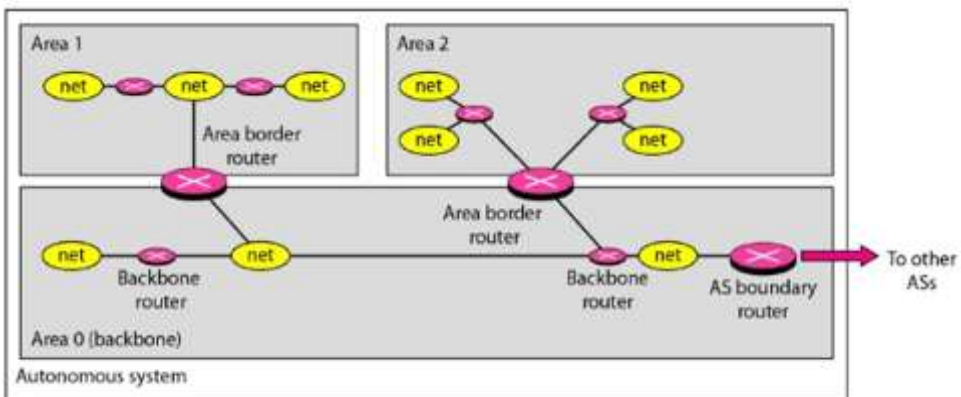 Area 1
net
net
net
Area border
router
Area 2
net
net
net
net
Area border
router
net
Backbone
router
net
Backbone
router
net
AS boundary
router
To other
ASs
Area 0 (backbone)
Autonomous system